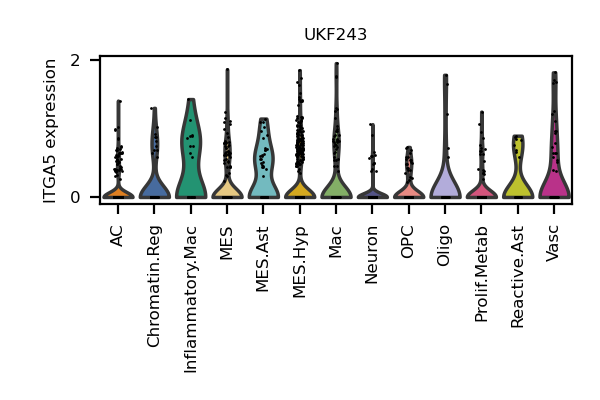 UKF243
ITGA5 expression
2
0
AC
Chromatin.Reg
Inflammatory.Mac
MES
MES.Ast
MES.Hyp
Mac
Neuron
OPC
Oligo
Prolif.Metab
Reactive.Ast
Vasc